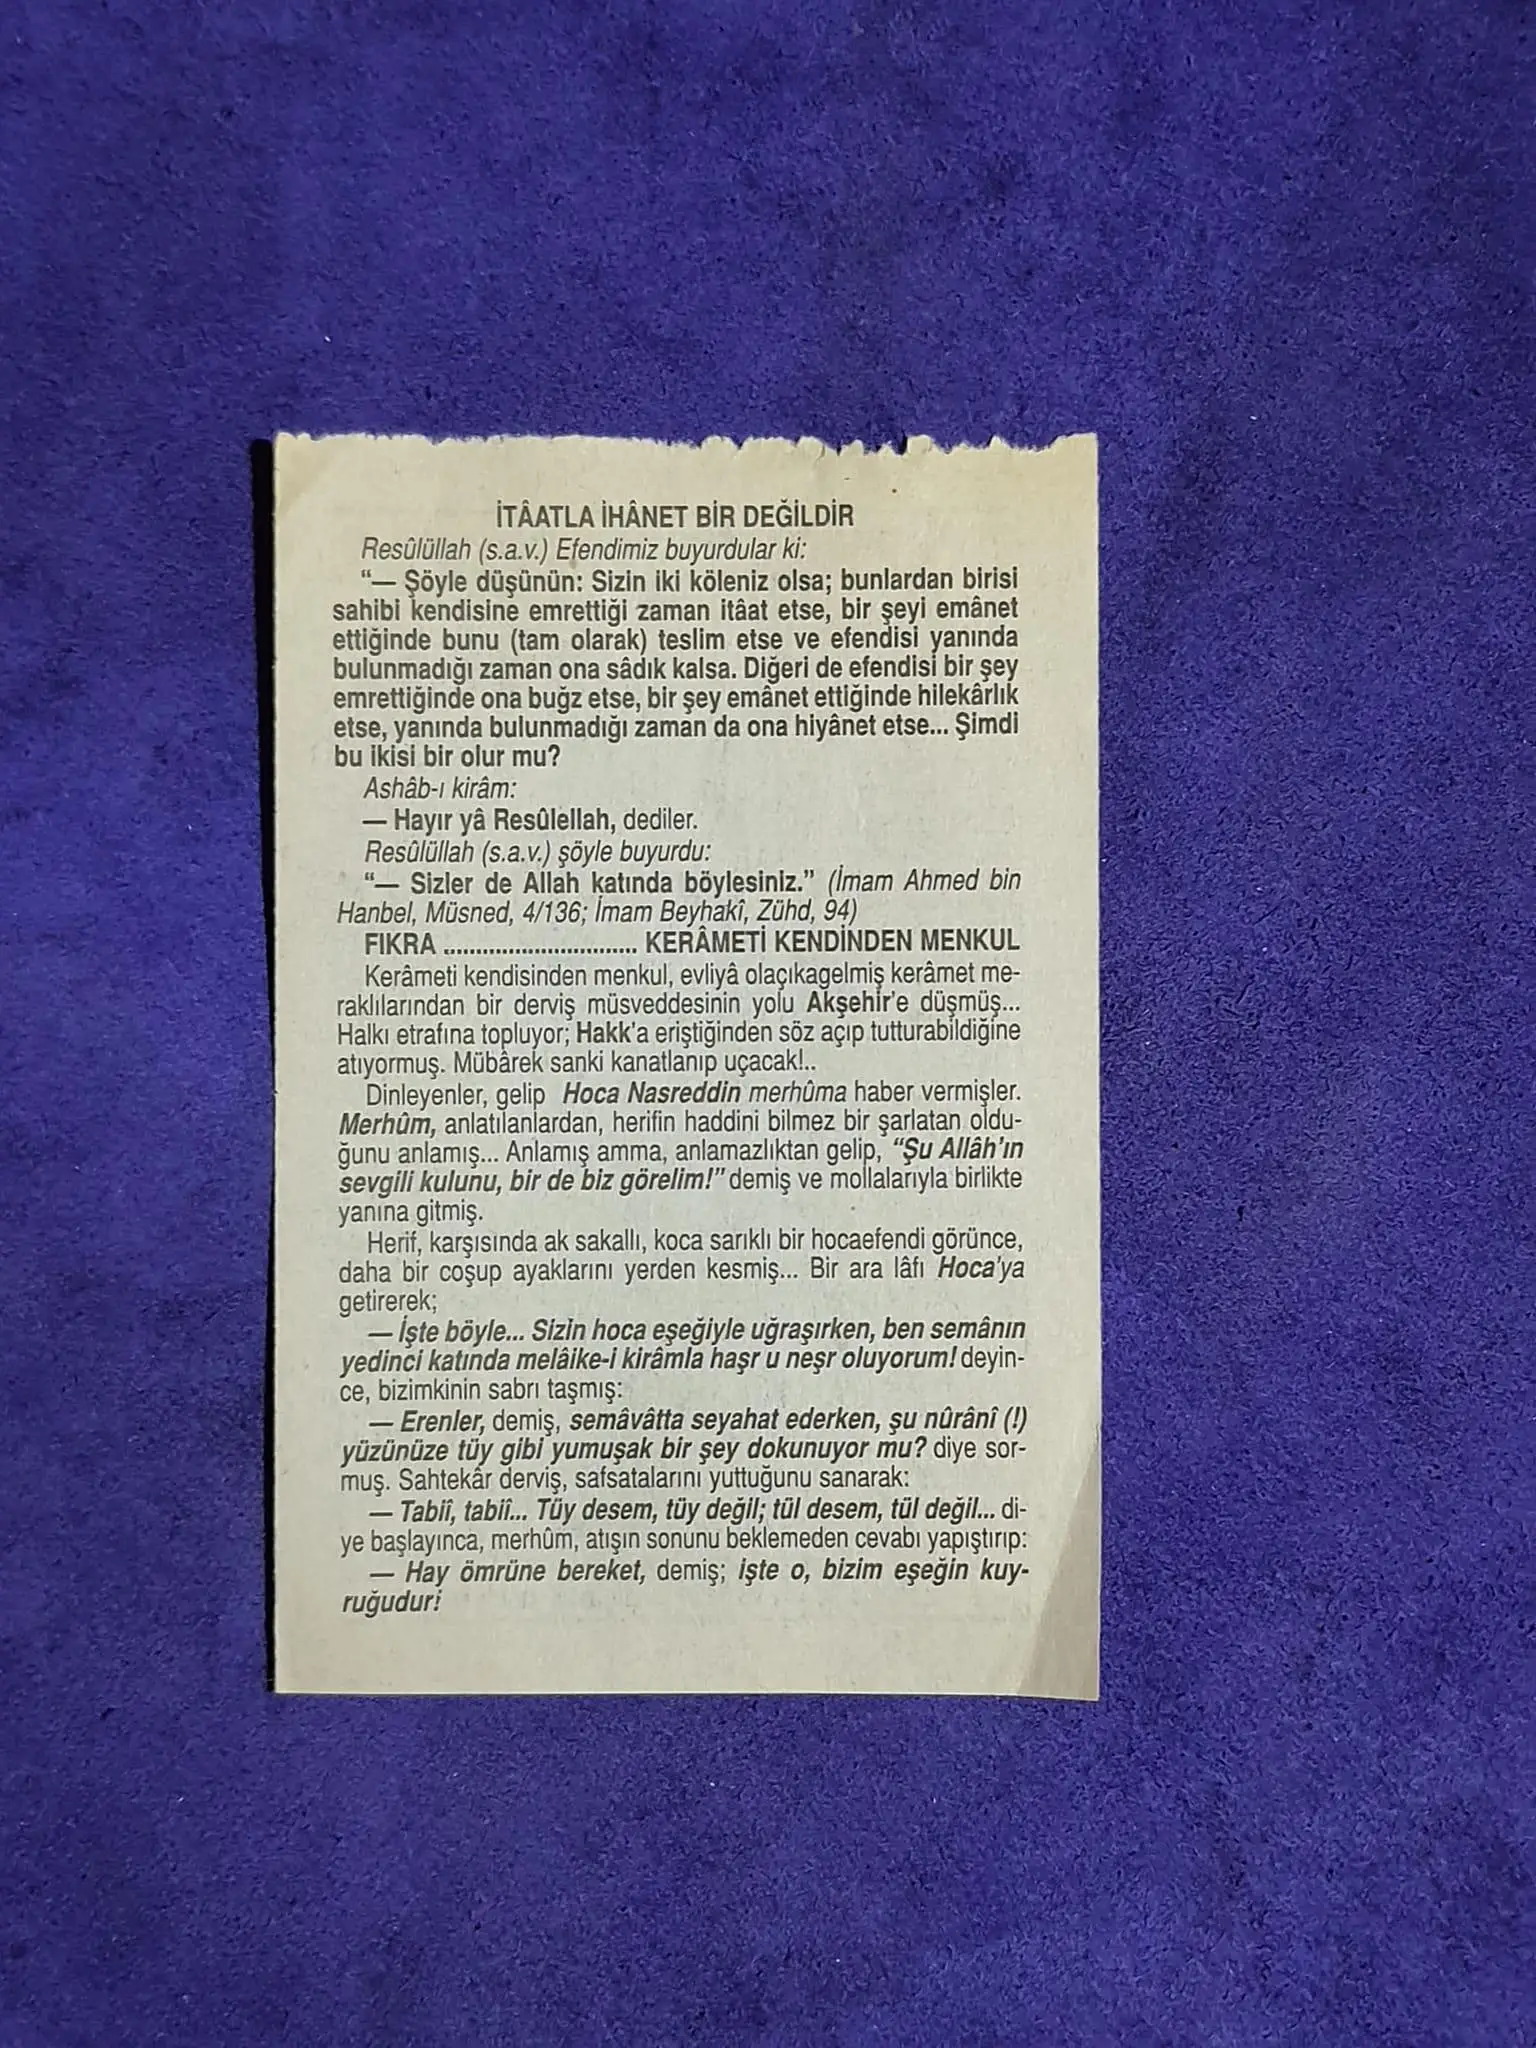 İTÂATLA İHÂNET BİR DEĞİLDİR
Resûlüllah (s.a.v.) Efendimiz buyurdular ki:
“— Şöyle düşünün: Sizin iki köleniz olsa; bunlardan birisi
sahibi kendisine emrettiği zaman itâat etse, bir şeyi emânet
ettiğinde bunu (tam olarak) teslim etse ve efendisi yanında
bulunmadığı zaman ona sâdık kalsa. Diğeri de efendisi bir şey
emrettiğinde ona buğz etse, bir şey emânet ettiğinde hilekârlık
etse, yanında bulunmadığı zaman da ona hiyânet etse... Şimdi
bu ikisi bir olur mu?
Ashâb-ı kirâm:
— Hayır yâ Resûlellah, dediler.
Resûlüllah (s.a.v.) şöyle buyurdu:
“— Sizler de Allah katında böylesiniz.” (İmam Ahmed bin
Hanbel, Müsned, 4/136; İmam Beyhakî, Zühd, 94)
FIKRA .............................. KERÂMETİ KENDİNDEN MENKUL
Kerâmeti kendisinden menkul, evliyâ olaçıkagelmiş kerâmet me-
raklılarından bir derviş müsveddesinin yolu Akşehir'e düşmüş...
Halkı etrafına topluyor; Hakk'a eriştiğinden söz açıp tutturabildiğine
atıyormuş. Mübârek sanki kanatlanıp uçacak!..
Dinleyenler, gelip Hoca Nasreddin merhûma haber vermişler.
Merhûm, anlatılanlardan, herifin haddini bilmez bir şarlatan oldu-
ğunu anlamış... Anlamış amma, anlamazlıktan gelip, “Şu Allâh'ın
sevgili kulunu, bir de biz görelim!” demiş ve mollalarıyla birlikte
yanına gitmiş.
Herif, karşısında ak sakallı, koca sarıklı bir hocaefendi görünce,
daha bir coşup ayaklarını yerden kesmiş... Bir ara lâfı Hoca'ya
getirerek;
— İşte böyle... Sizin hoca eşeğiyle uğraşırken, ben semânın
yedinci katında melâike-i kirâmla haşr u neşr oluyorum! deyin-
ce, bizimkinin sabrı taşmış:
— Erenler, demiş, semâvâtta seyahat ederken, şu nûrânî (!)
yüzünüze tüy gibi yumuşak bir şey dokunuyor mu? diye sor-
muş. Sahtekâr derviş, safsatalarını yuttuğunu sanarak:
— Tabiî, tabiî... Tüy desem, tüy değil; tül desem, tül değil... di-
ye başlayınca, merhûm, atışın sonunu beklemeden cevabı yapıştırıp:
— Hay ömrüne bereket, demiş; işte o, bizim eşeğin kuy-
ruğudur!